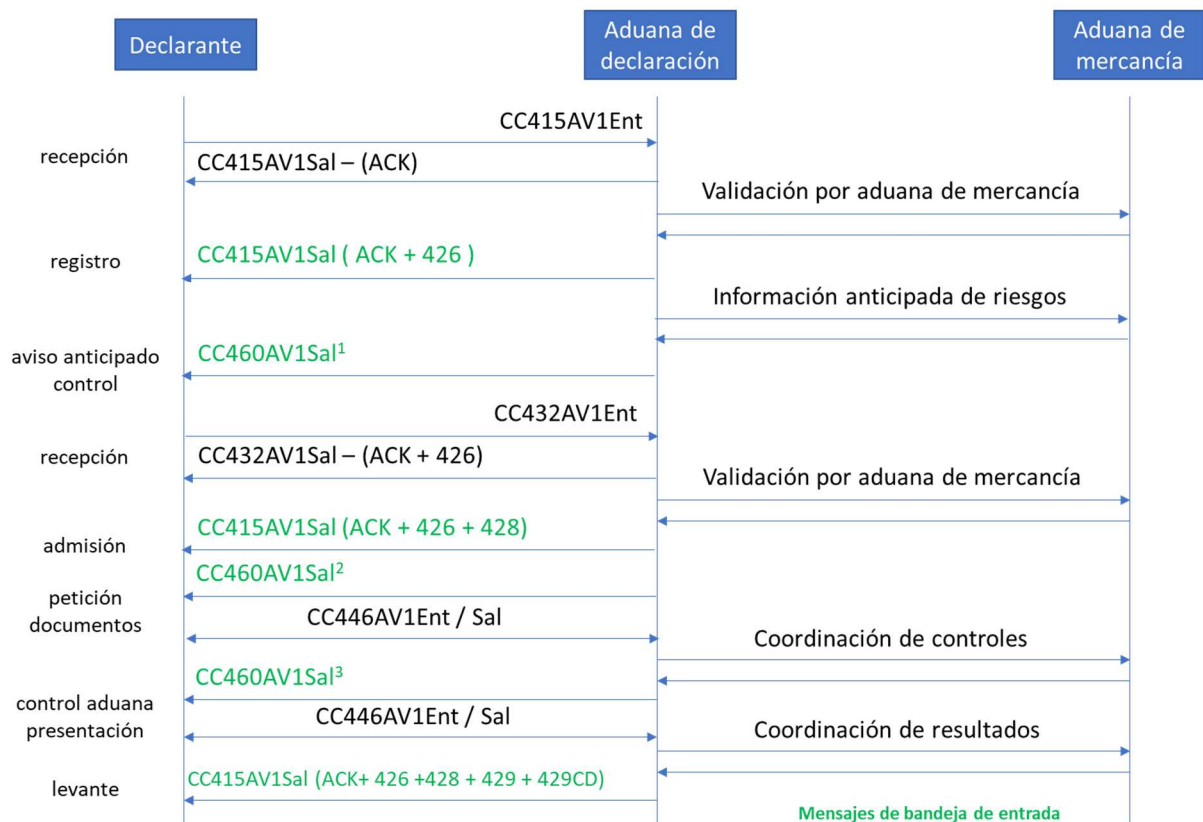 Declarante
Aduana de
declaración
Aduana de
mercancía
CC415AV1Ent
recepción
CC415AV1Sal – (ACK)
Validación por aduana de mercancía
CC415AV1Sal ( ACK + 426 )
registro
Información anticipada de riesgos
CC460AV1Sal¹
aviso anticipado
control
CC432AV1Ent
CC432AV1Sal – (ACK + 426)
recepción
Validación por aduana de mercancía
CC415AV1Sal (ACK + 426 + 428)
admisión
CC460AV1Sal²
petición
documentos
CC446AV1Ent / Sal
Coordinación de controles
CC460AV1Sal³
control aduana
presentación
CC446AV1Ent / Sal
Coordinación de resultados
CC415AV1Sal (ACK+ 426 +428 + 429 + 429CD)
levante
Mensajes de bandeja de entrada